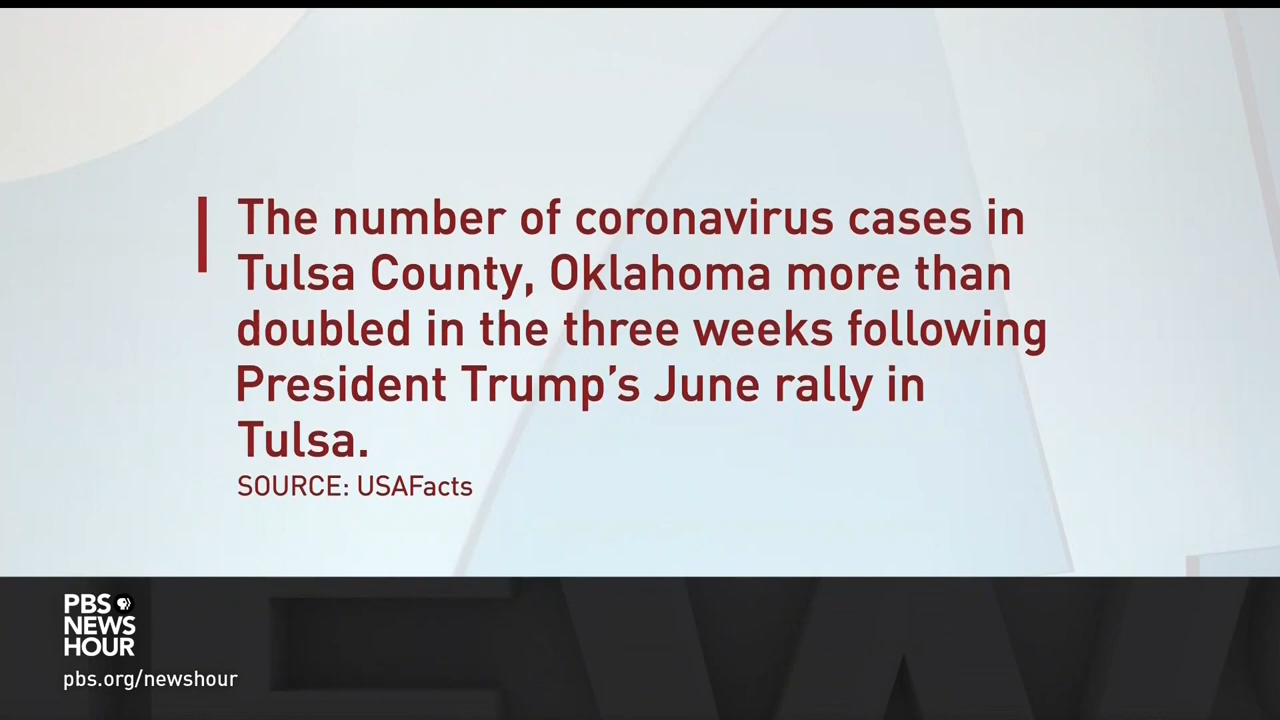 The number of coronavirus cases in
Tulsa County, Oklahoma more than
doubled in the three weeks following
President Trump’s June rally in
Tulsa.
SOURCE: USAFacts
PBS
NEWS
HOUR
pbs.org/newshour